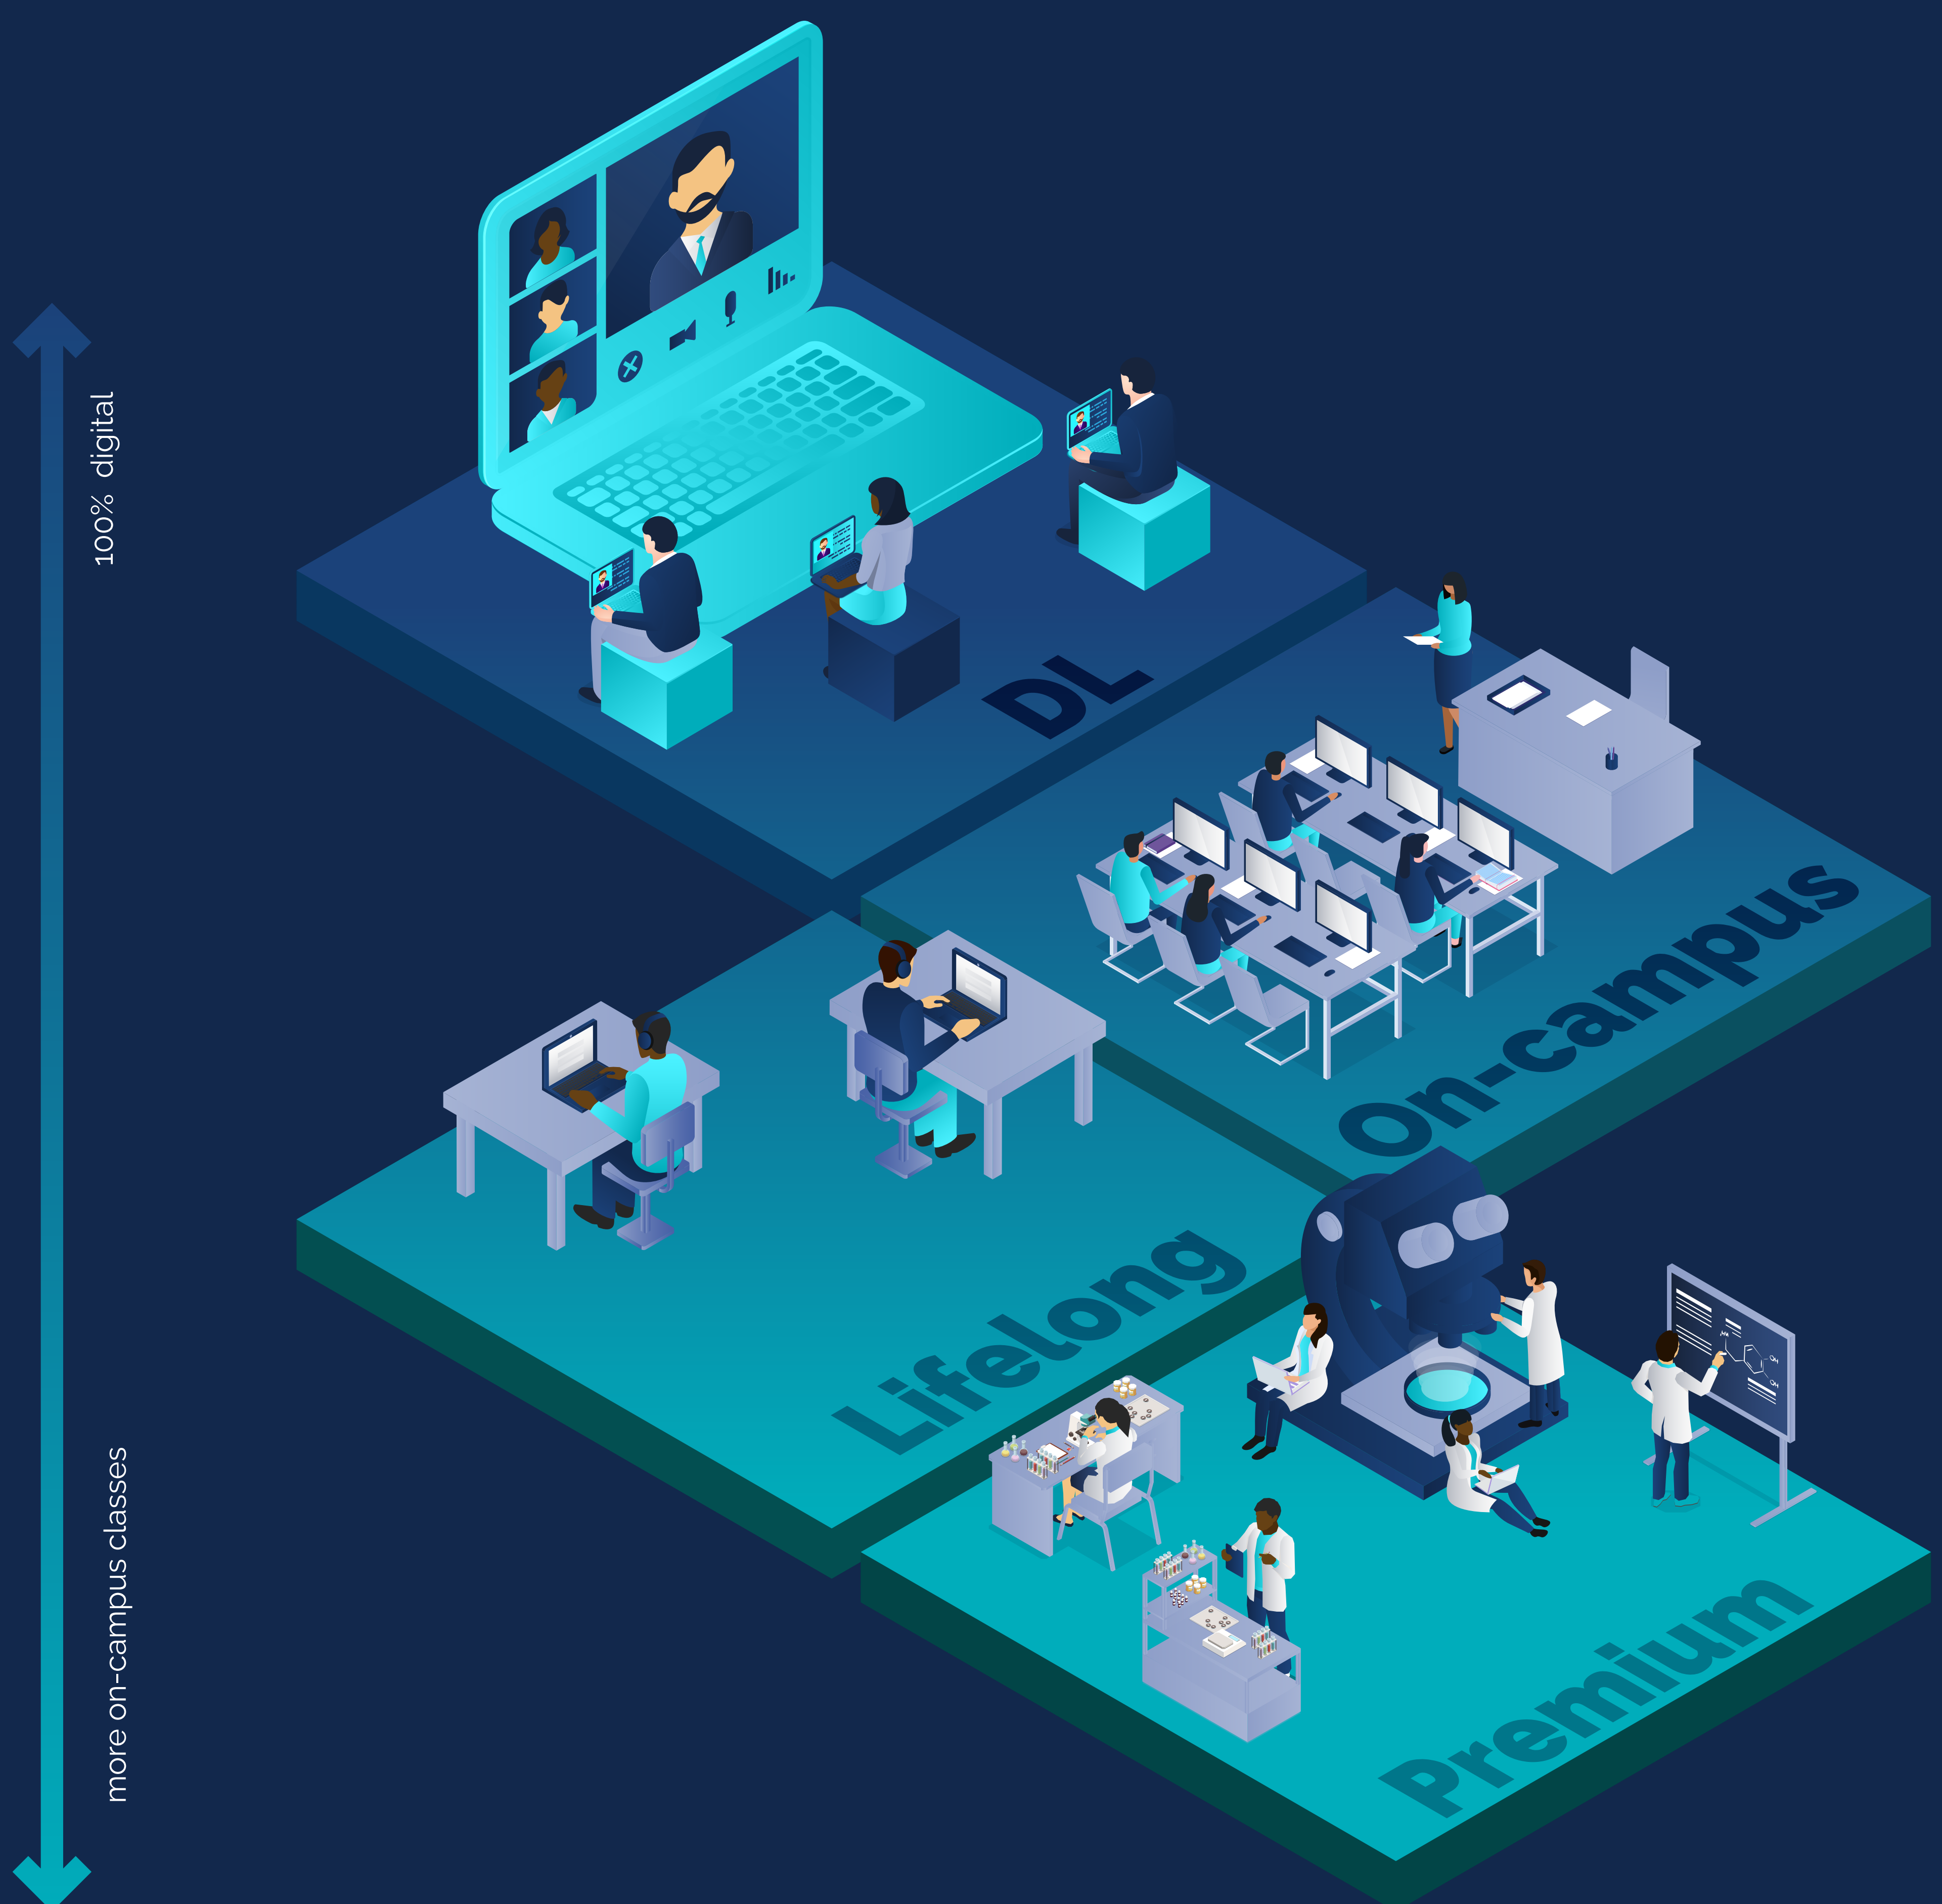 100% digital
DL
On-campus
Lifelong
Premium
more on-campus classes